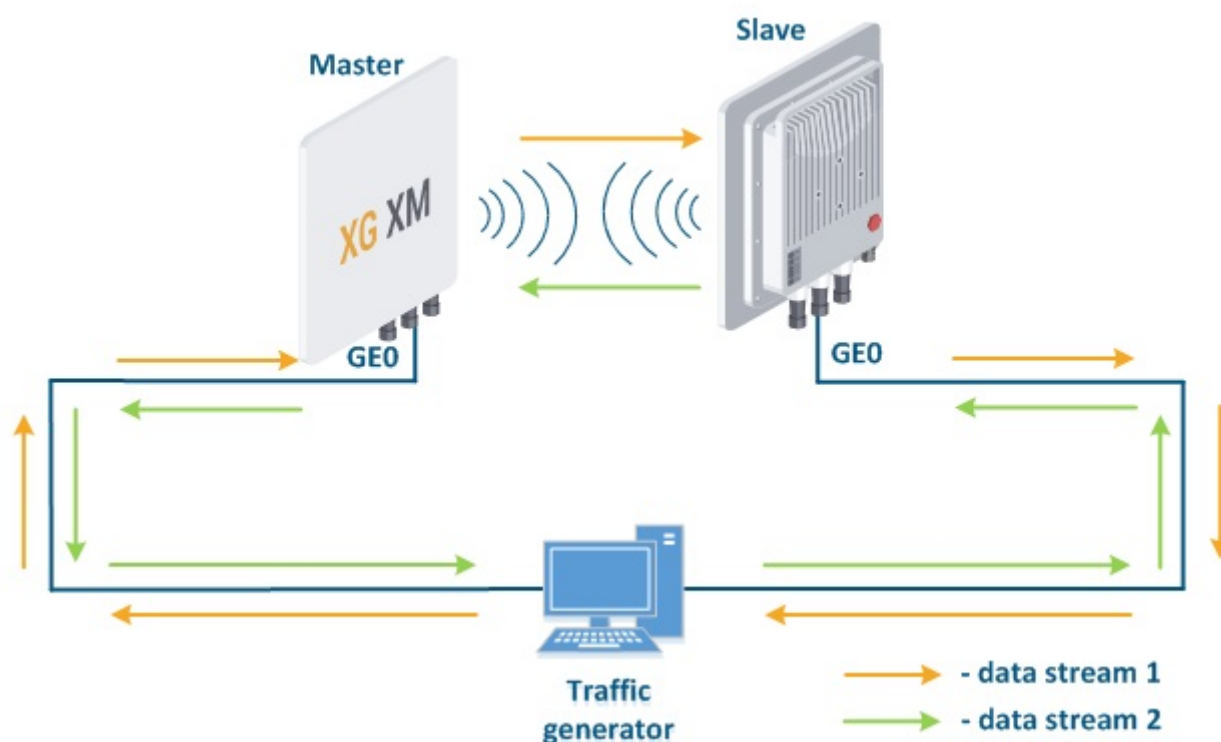 Slave
Master
XG XM
GE0
GE0
Traffic
generator
- data stream 1
- data stream 2